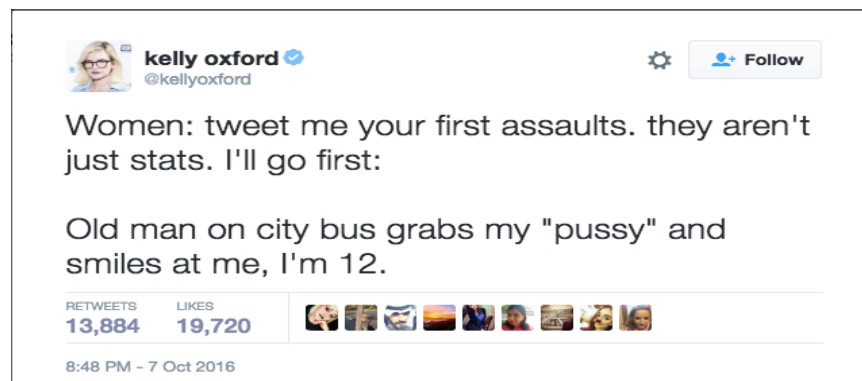 kelly oxford
@kellyoxford
Follow
Women: tweet me your first assaults. they aren't
just stats. I'll go first:
Old man on city bus grabs my "pussy" and
smiles at me, I'm 12.
RETWEETS LIKES
13,884 19,720
8:48 PM - 7 Oct 2016